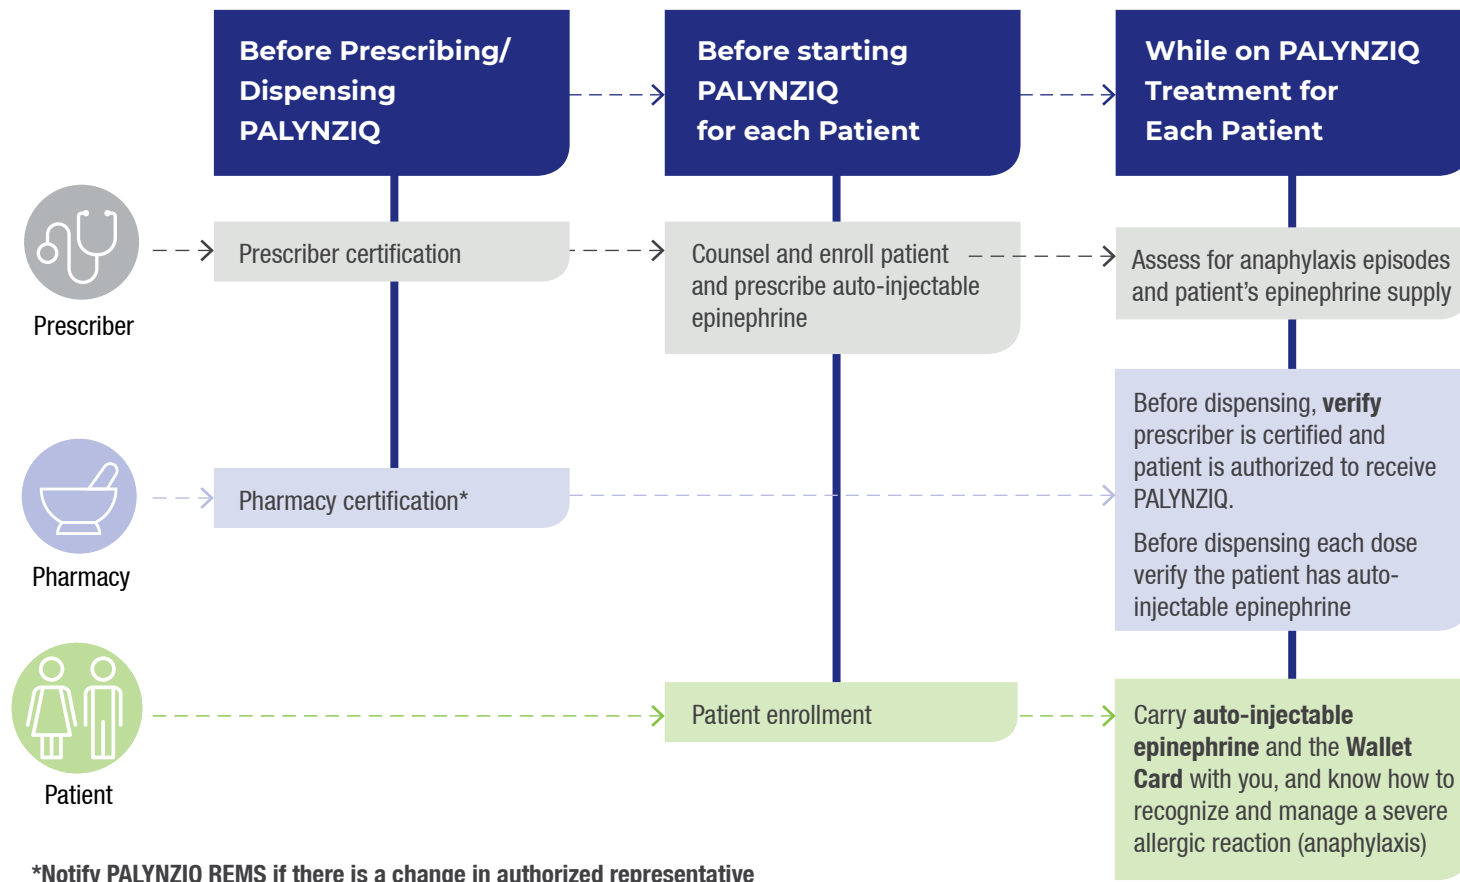 Before Prescribing/
Dispensing
PALYNZIQ
Before starting
PALYNZIQ
for each Patient
While on PALYNZIQ
Treatment for
Each Patient
Prescriber
Prescriber certification
Counsel and enroll patient
and prescribe auto-injectable
epinephrine
Assess for anaphylaxis episodes
and patient’s epinephrine supply
Pharmacy
Pharmacy certification*
Before dispensing, verify
prescriber is certified and
patient is authorized to receive
PALYNZIQ.
Before dispensing each dose
verify the patient has auto-
injectable epinephrine
Patient
Patient enrollment
Carry auto-injectable
epinephrine and the Wallet
Card with you, and know how to
recognize and manage a severe
allergic reaction (anaphylaxis)
*Notify PALYNZIQ REMS if there is a change in authorized representative